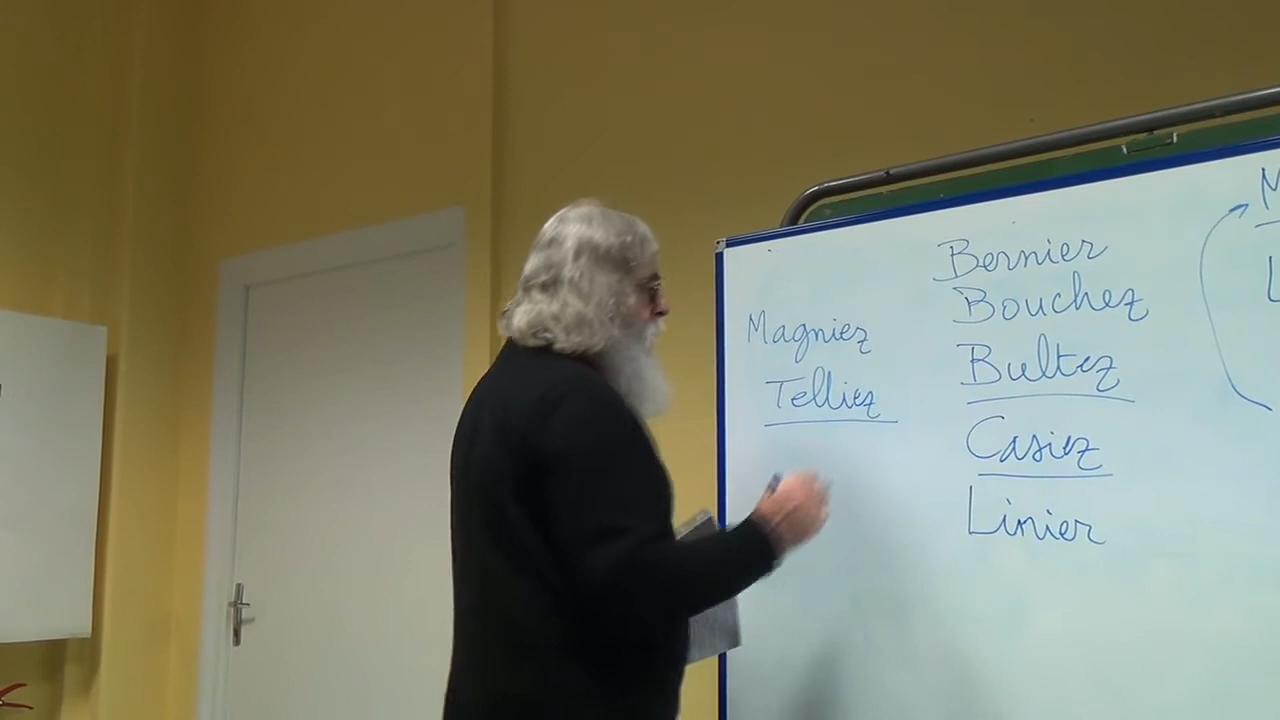 Magniez
Telliez
Bernier
Bouchez
Bultez
Casiez
Linier
M
L